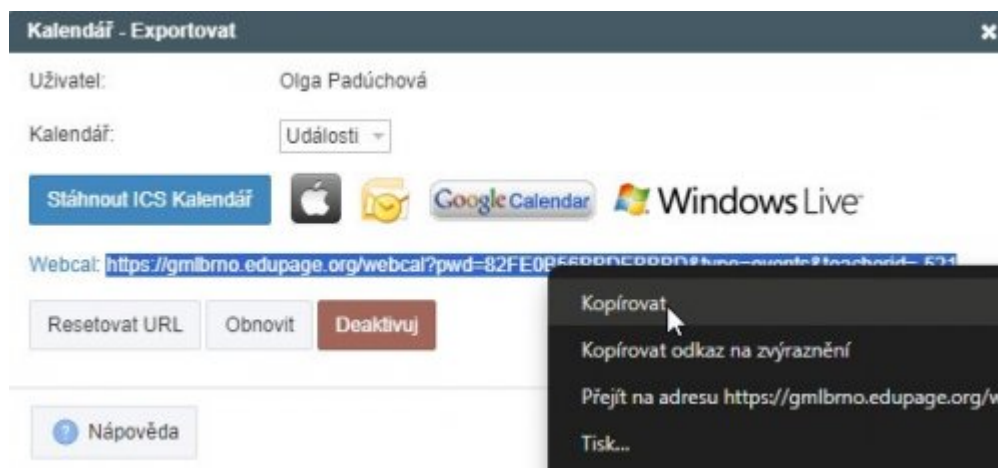 Kalendář - Exportovat
Uživatel: Olga Padúchová
Kalendář: Události
Stáhnout ICS Kalendář Google Calendar Windows Live
Webcal: https://gmlbrno.edupage.org/webcal?
Resetovat URL Obnovit Deaktivuj
Nápověda
Kopírovat
Kopírovat odkaz na zvýraznění
Přejít na adresu https://gmlbrno.edupage.org/w
Tisk...